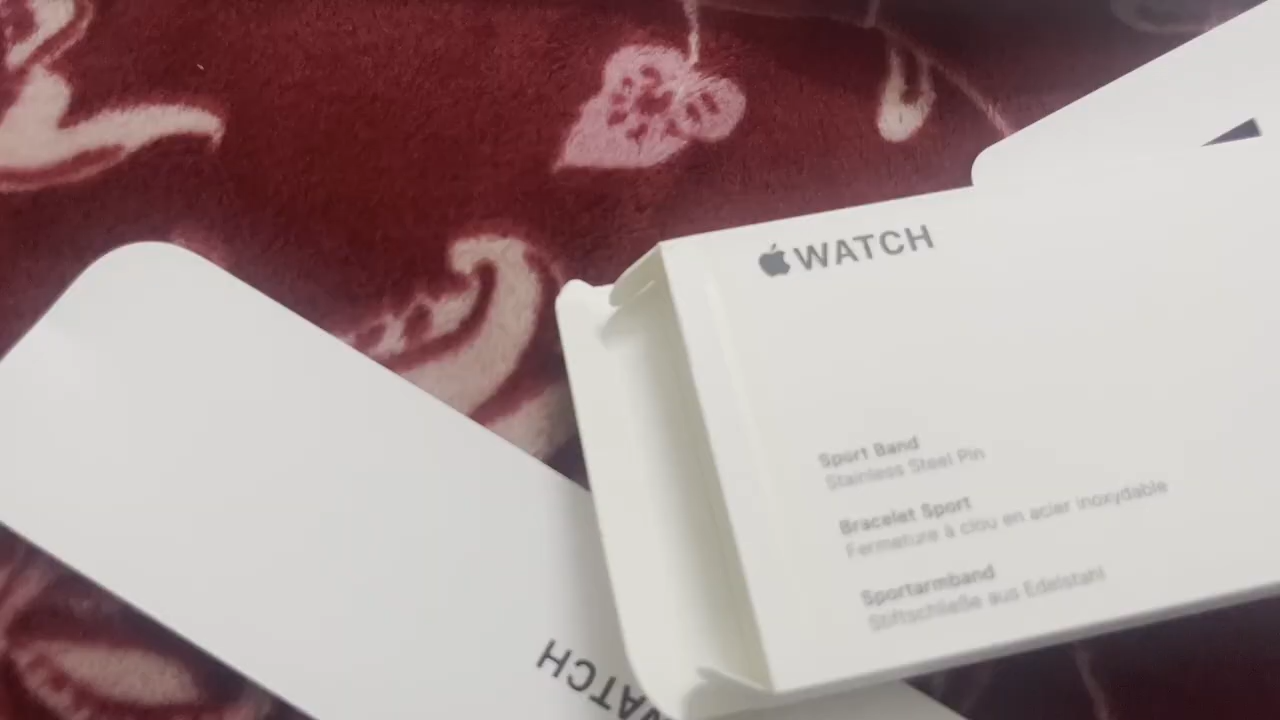 WATCH
Sport Band
Stainless Steel Pin
Bracelet Sport
Fermeture à clou en acier inoxydable
Sportarmband
Stiftschließe aus Edelstahl
WATCH